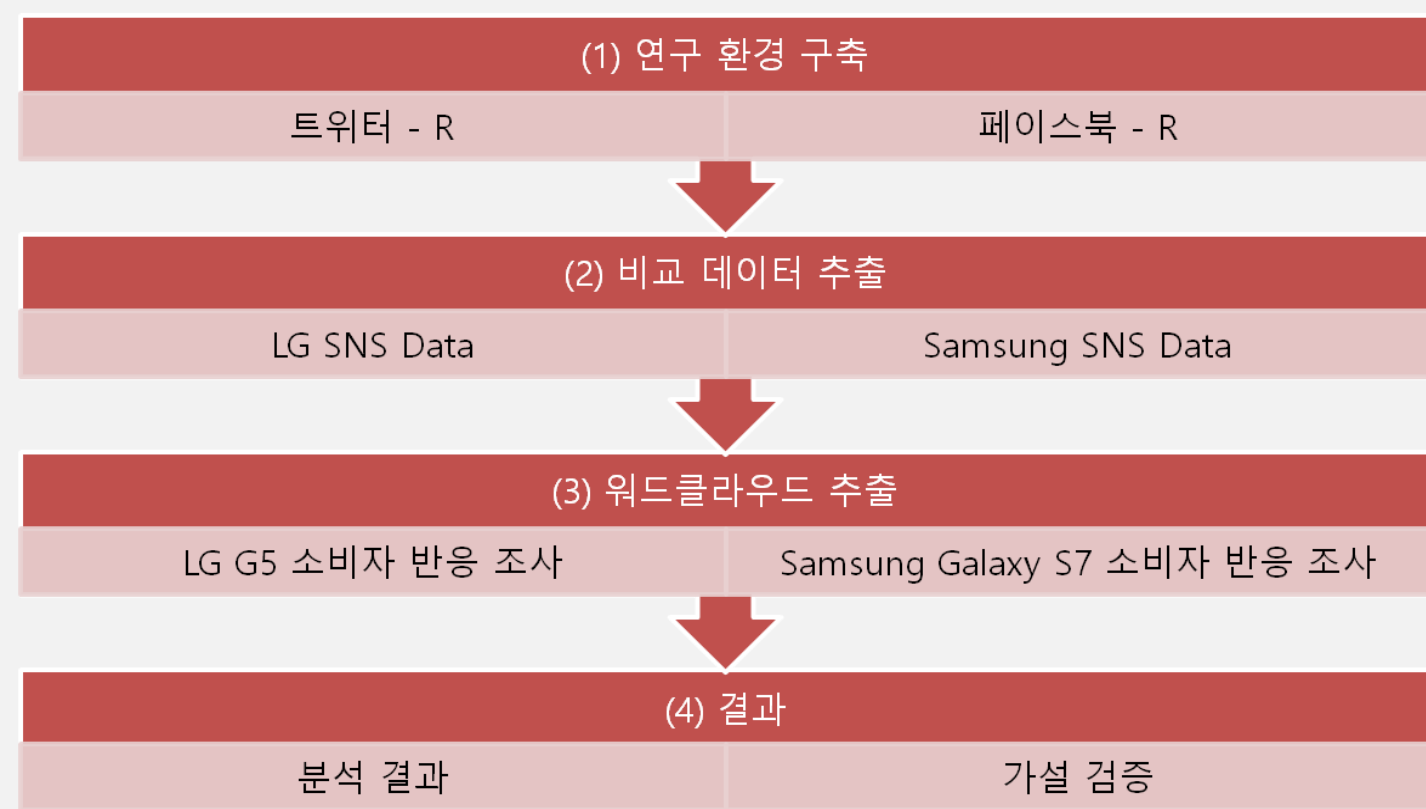 (1) 연구 환경 구축
트위터 - R
페이스북 - R
(2) 비교 데이터 추출
LG SNS Data
Samsung SNS Data
(3) 워드클라우드 추출
LG G5 소비자 반응 조사
Samsung Galaxy S7 소비자 반응 조사
(4) 결과
분석 결과
가설 검증